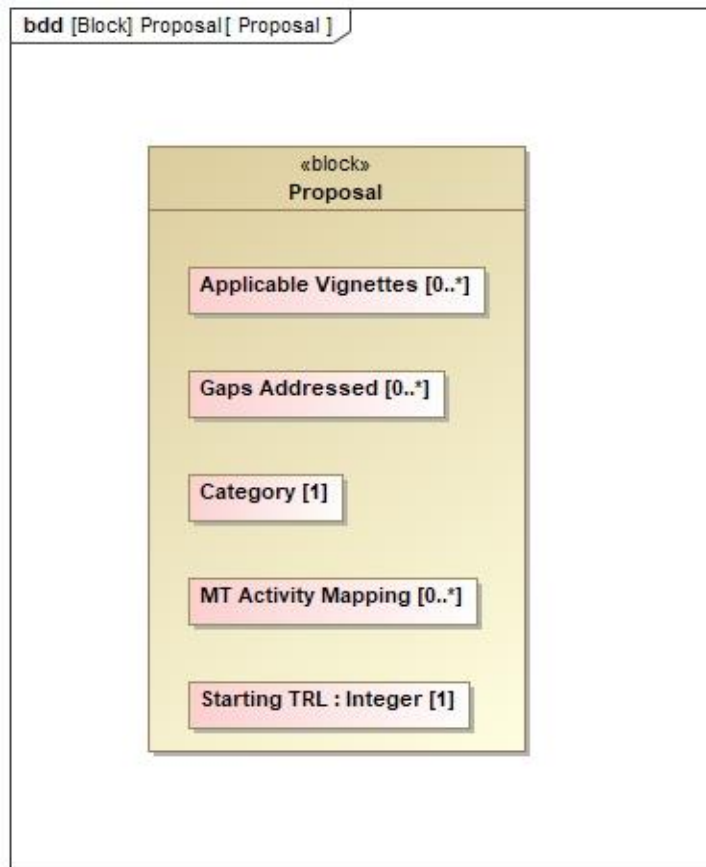 bdd [Block] Proposal[ Proposal ]
«block»
Proposal
Applicable Vignettes [0..*]
Gaps Addressed [0..*]
Category [1]
MT Activity Mapping [0..*]
Starting TRL : Integer [1]